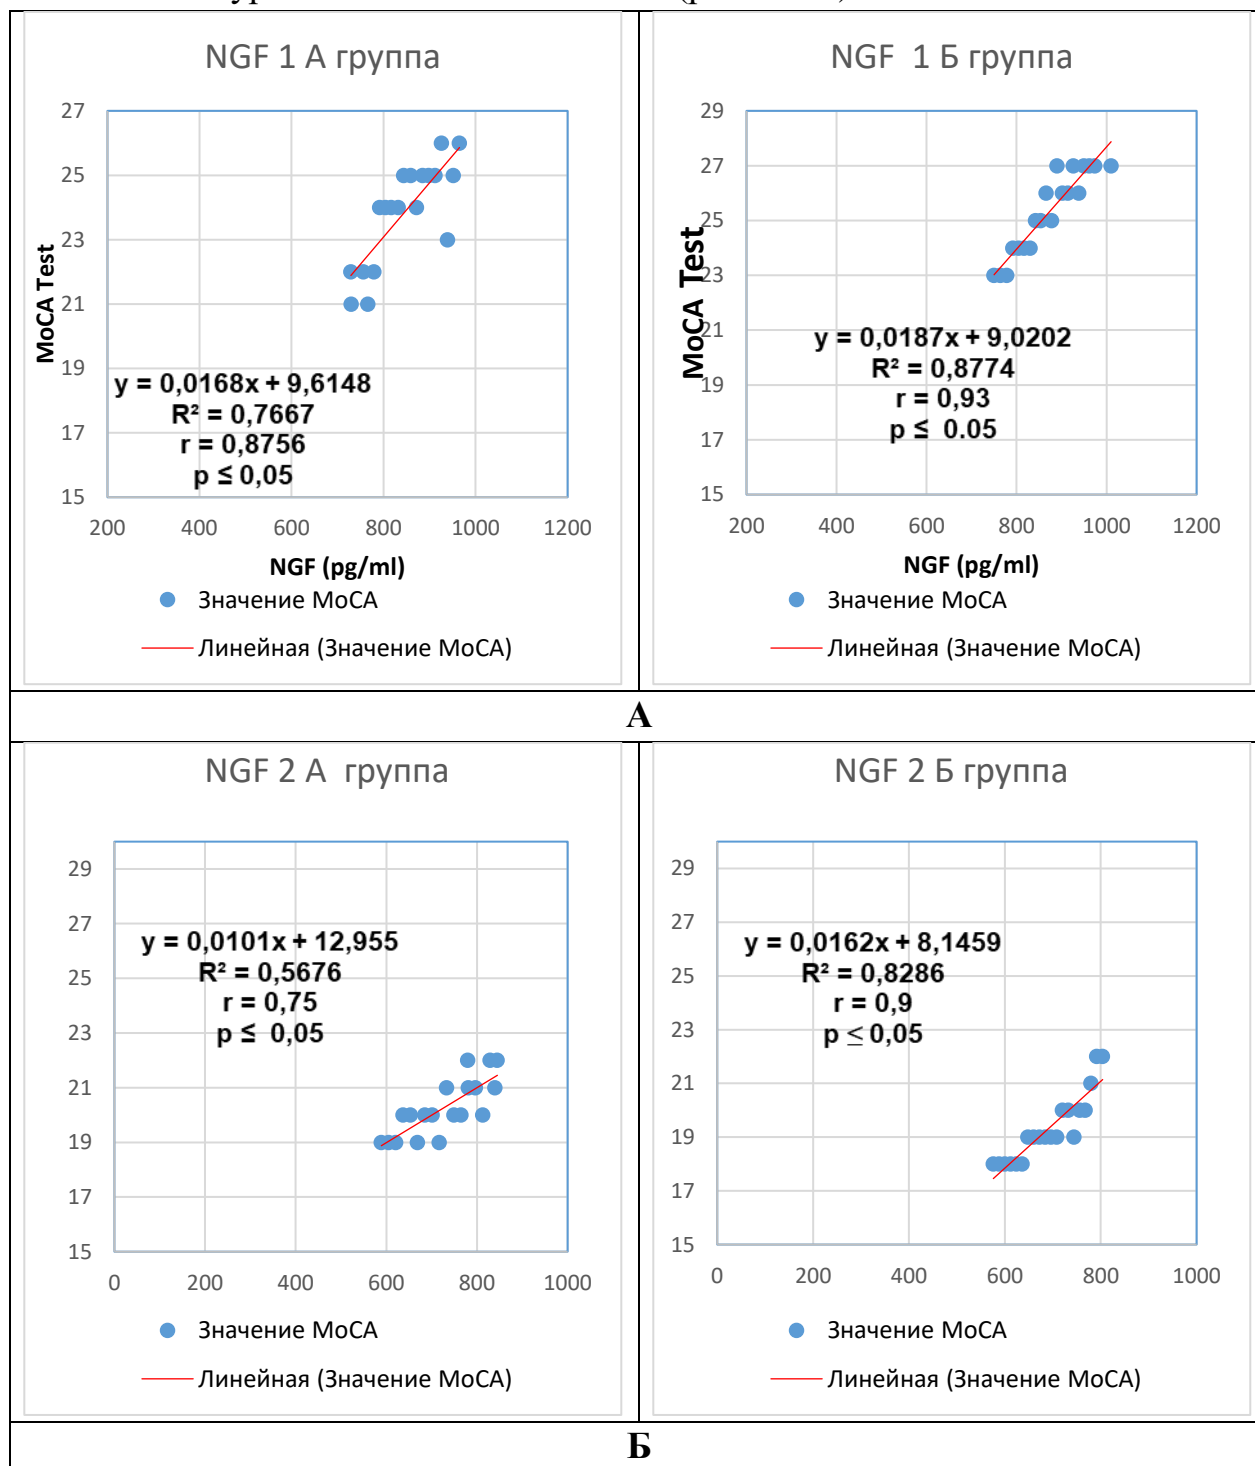 NGF 1 А группа
27
25
23
21
19
17
15
MoCA Test
y = 0,0168x + 9,6148
R² = 0,7667
r = 0,8756
p ≤ 0,05
200 400 600 800 1000 1200
NGF (pg/ml)
Значение MoCA
Линейная (Значение MoCA)
NGF 1 Б группа
29
27
25
23
21
19
17
15
MoCA Test
y = 0,0187x + 9,0202
R² = 0,8774
r = 0,93
p ≤ 0.05
200 400 600 800 1000 1200
NGF (pg/ml)
Значение MoCA
Линейная (Значение MoCA)
А
NGF 2 А группа
29
27
25
23
21
19
17
15
y = 0,0101x + 12,955
R² = 0,5676
r = 0,75
p ≤ 0,05
0 200 400 600 800 1000
Значение MoCA
Линейная (Значение MoCA)
NGF 2 Б группа
29
27
25
23
21
19
17
15
y = 0,0162x + 8,1459
R² = 0,8286
r = 0,9
p ≤ 0,05
0 200 400 600 800 1000
Значение MoCA
Линейная (Значение MoCA)
Б